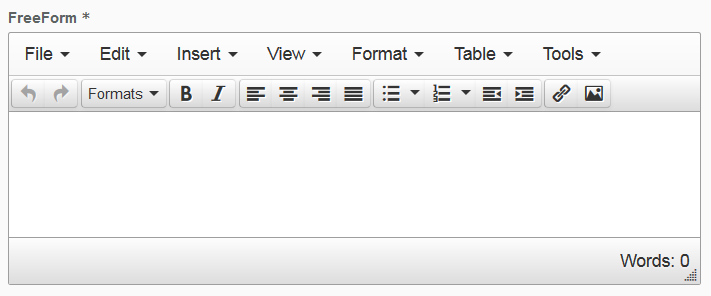 FreeForm *
File Edit Insert View Format Table Tools
Formats B I
Words: 0